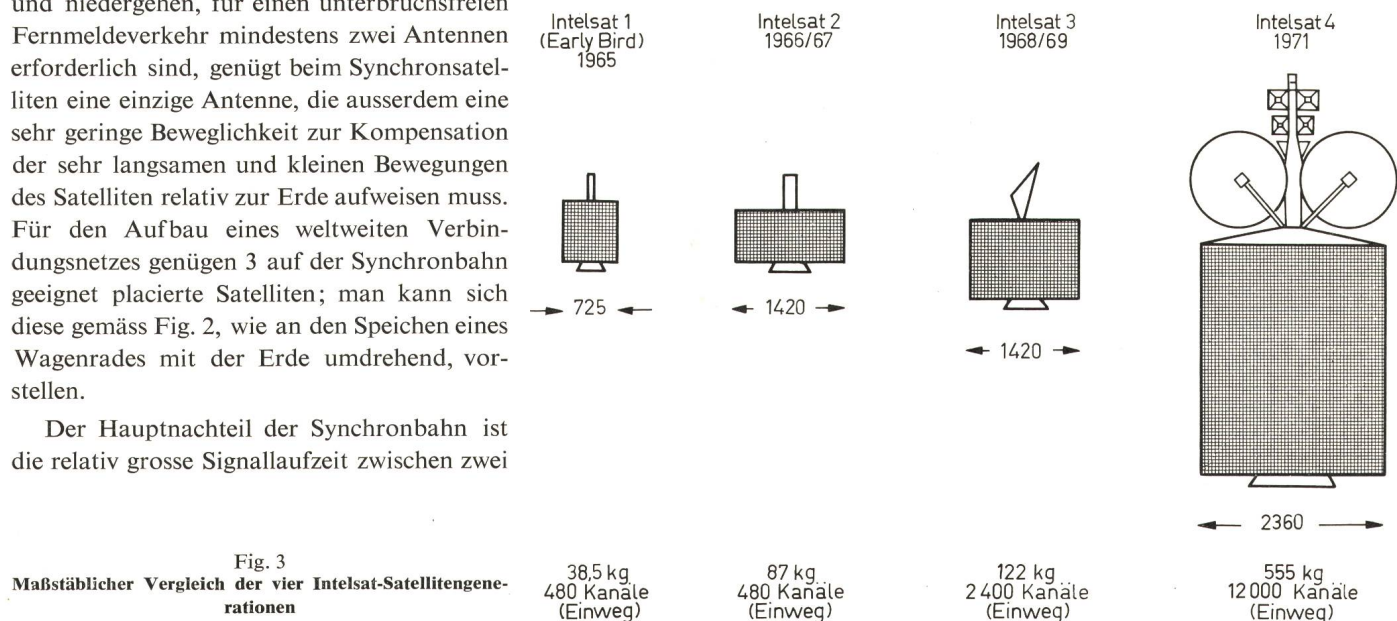 und niedergehen, für einen unterbruchsfreien
Fernmeldeverkehr mindestens zwei Antennen
erforderlich sind, genügt beim Synchronsatel-
liten eine einzige Antenne, die ausserdem eine
sehr geringe Beweglichkeit zur Kompensation
der sehr langsamen und kleinen Bewegungen
des Satelliten relativ zur Erde aufweisen muss.
Für den Aufbau eines weltweiten Verbin-
dungsnetzes genügen 3 auf der Synchronbahn
geeignet placierte Satelliten; man kann sich
diese gemäss Fig. 2, wie an den Speichen eines
Wagenrades mit der Erde umdrehend, vor-
stellen.
Der Hauptnachteil der Synchronbahn ist
die relativ grosse Signallaufzeit zwischen zwei
Fig. 3
Maßstäblicher Vergleich der vier Intelsat-Satellitengene-
rationen
Intelsat 1
(Early Bird)
1965
725
38,5 kg
480 Kanäle
(Einweg)
Intelsat 2
1966/67
1420
87 kg
480 Kanäle
(Einweg)
Intelsat 3
1968/69
1420
122 kg
2400 Kanäle
(Einweg)
Intelsat 4
1971
2360
555 kg
12000 Kanäle
(Einweg)